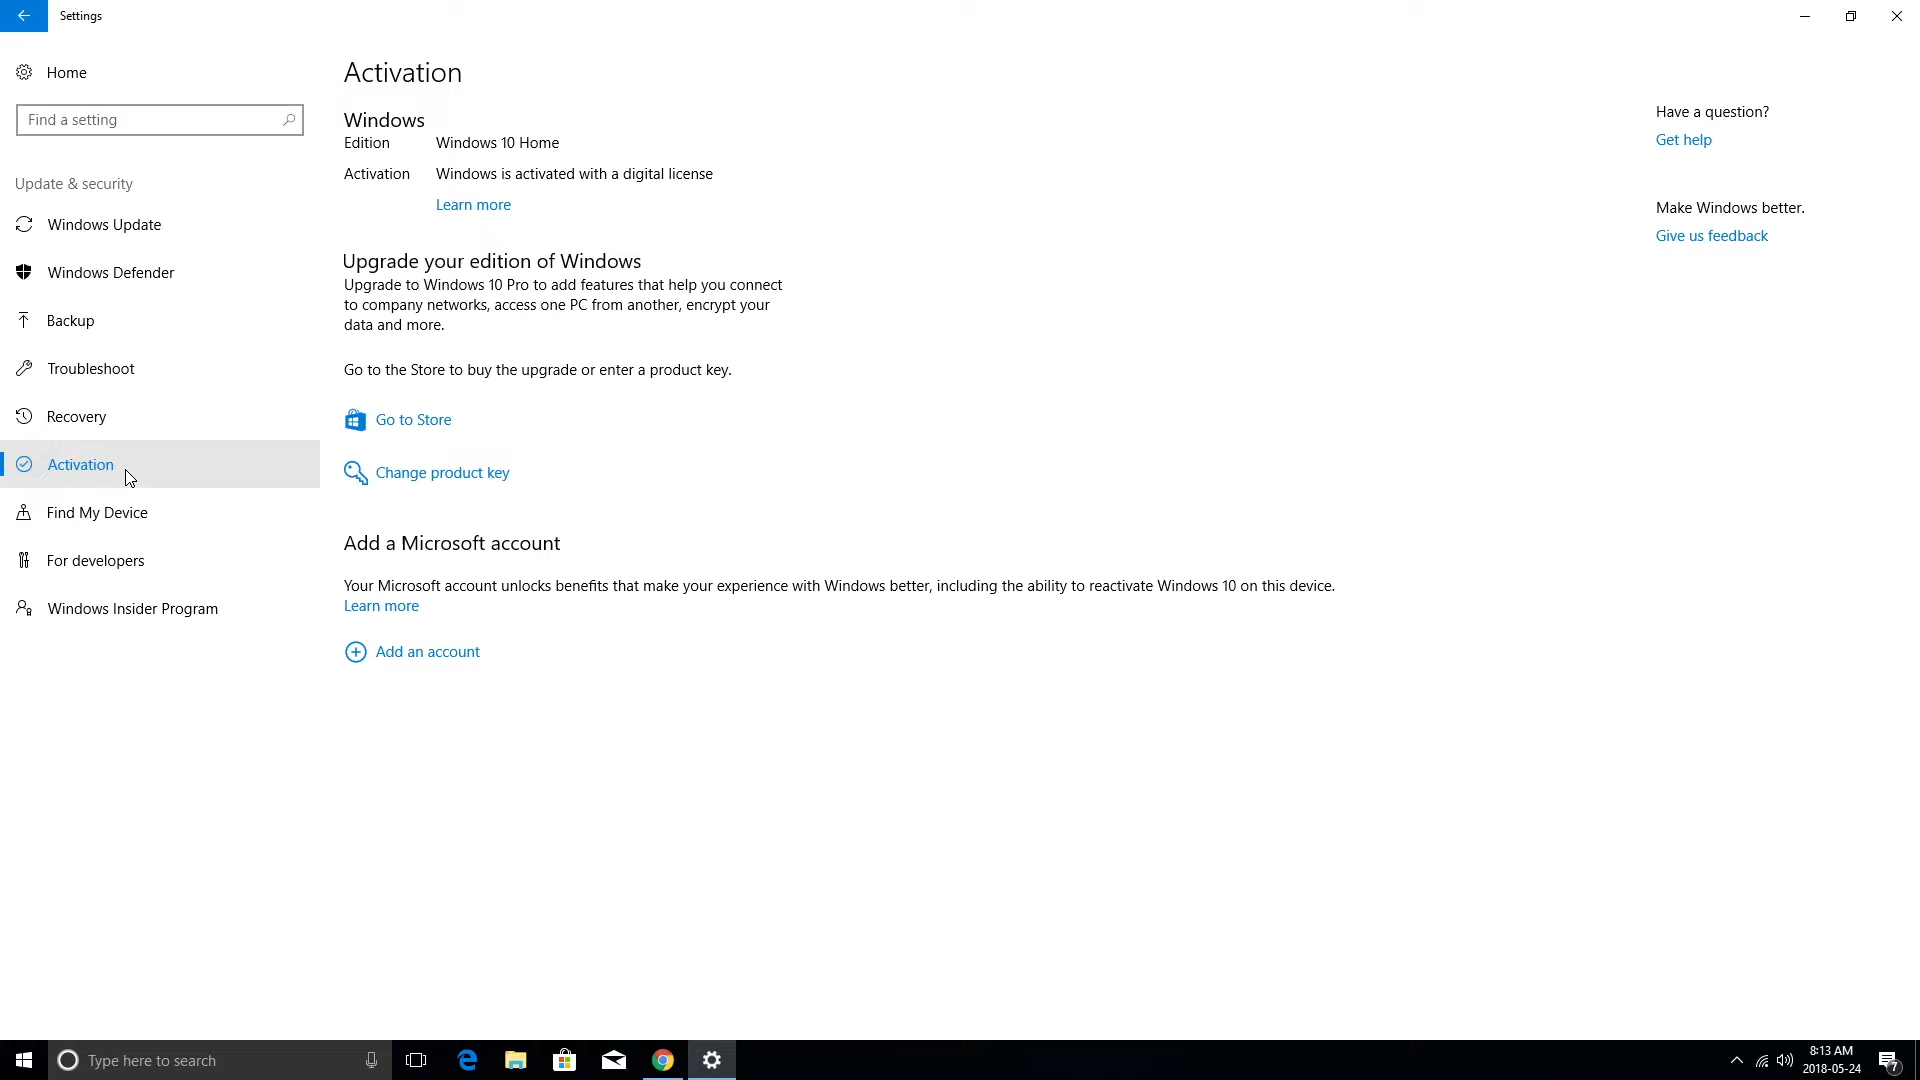 Settings
Home
Find a setting
Update & security
Windows Update
Windows Defender
Backup
Troubleshoot
Recovery
Activation
Find My Device
For developers
Windows Insider Program
Activation
Windows
Edition Windows 10 Home
Activation Windows is activated with a digital license
Learn more
Upgrade your edition of Windows
Upgrade to Windows 10 Pro to add features that help you connect
to company networks, access one PC from another, encrypt your
data and more.
Go to the Store to buy the upgrade or enter a product key.
Go to Store
Change product key
Add a Microsoft account
Your Microsoft account unlocks benefits that make your experience with Windows better, including the ability to reactivate Windows 10 on this device.
Learn more
Add an account
Have a question?
Get help
Make Windows better.
Give us feedback
Type here to search
8:13 AM
2018-05-24
7